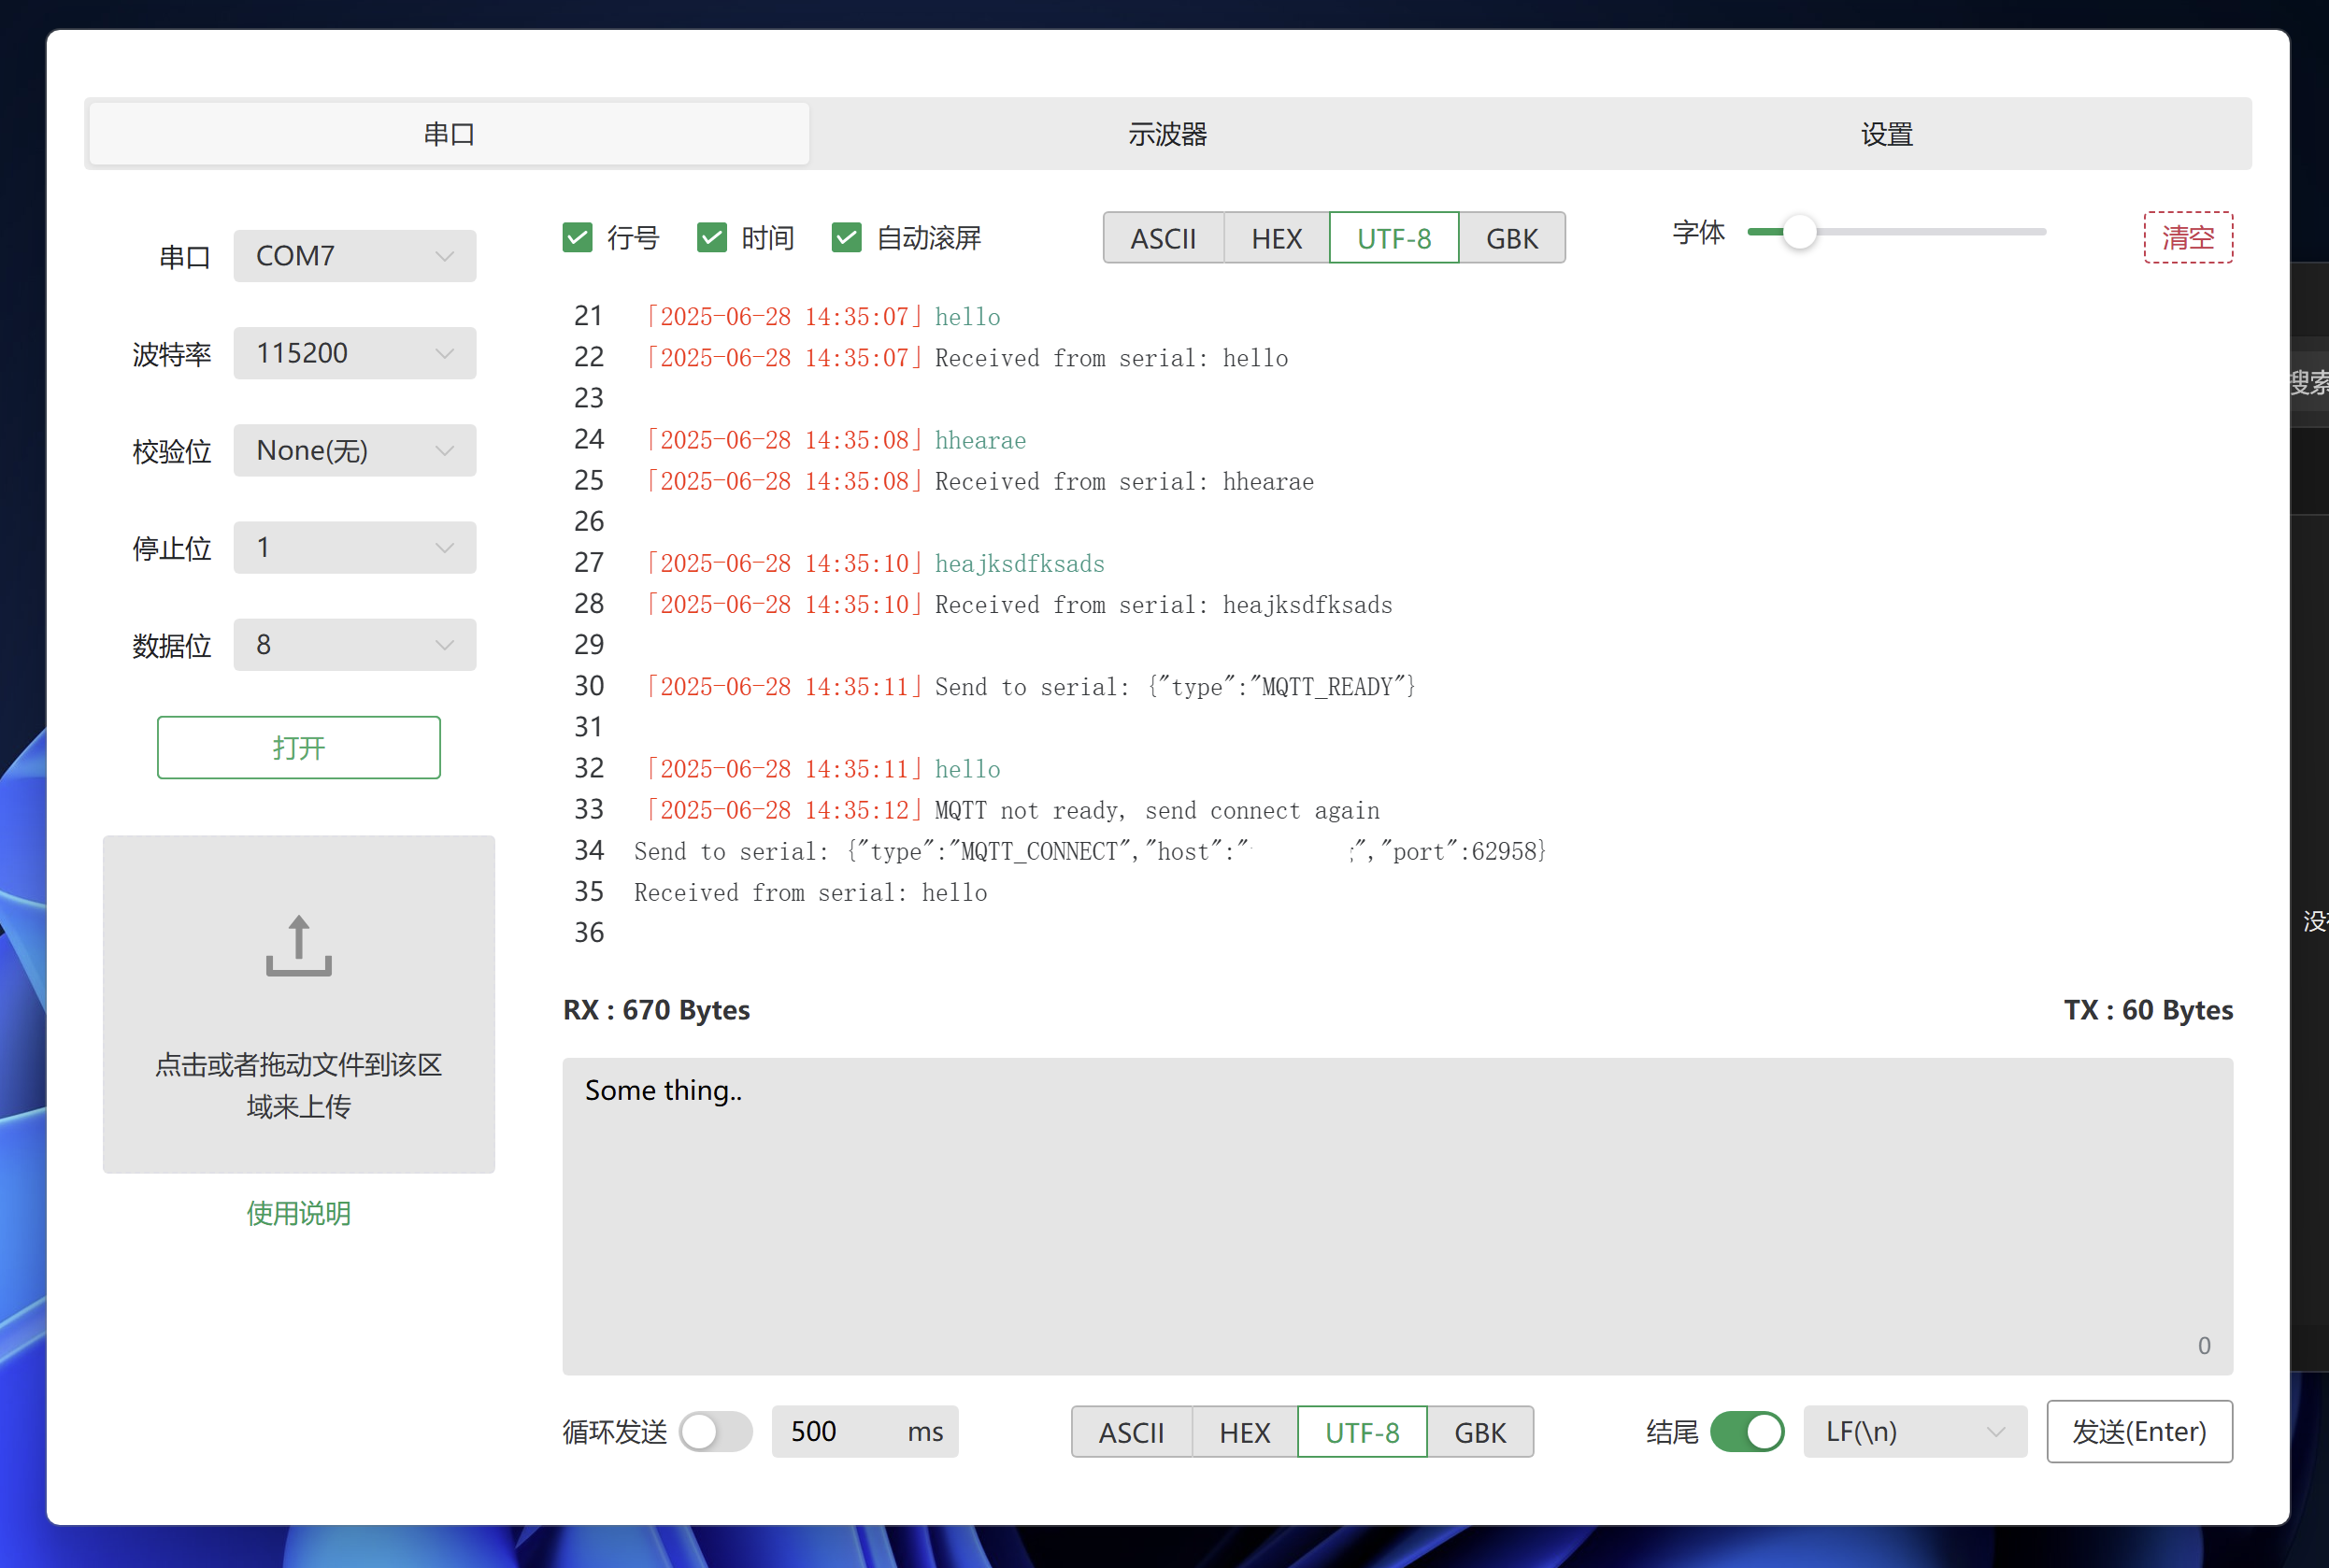 串口 示波器 设置
串口 COM7
波特率 115200
校验位 None(无)
停止位 1
数据位 8
打开
点击或者拖动文件到该区
域来上传
使用说明
行号 时间 自动滚屏 ASCII HEX UTF-8 GBK 字体 清空
21 「2025-06-28 14:35:07」hello
22 「2025-06-28 14:35:07」Received from serial: hello
23
24 「2025-06-28 14:35:08」hhearae
25 「2025-06-28 14:35:08」Received from serial: hhearae
26
27 「2025-06-28 14:35:10」heajksdfksads
28 「2025-06-28 14:35:10」Received from serial: heajksdfksads
29
30 「2025-06-28 14:35:11」Send to serial: {"type":"MQTT_READY"}
31
32 「2025-06-28 14:35:11」hello
33 「2025-06-28 14:35:12」MQTT not ready, send connect again
34 Send to serial: {"type":"MQTT_CONNECT","host":" ","port":62958}
35 Received from serial: hello
36
RX : 670 Bytes TX : 60 Bytes
Some thing..
0
循环发送 500 ms ASCII HEX UTF-8 GBK 结尾 LF(\n) 发送(Enter)
搜索
没